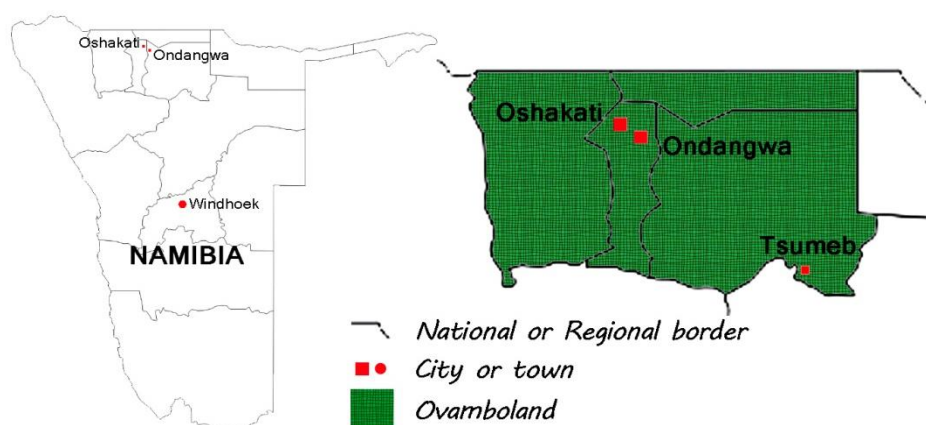 Oshakati
Ondangwa
Windhoek
NAMIBIA
Oshakati
Ondangwa
Tsumeb
National or Regional border
City or town
Ovamboland